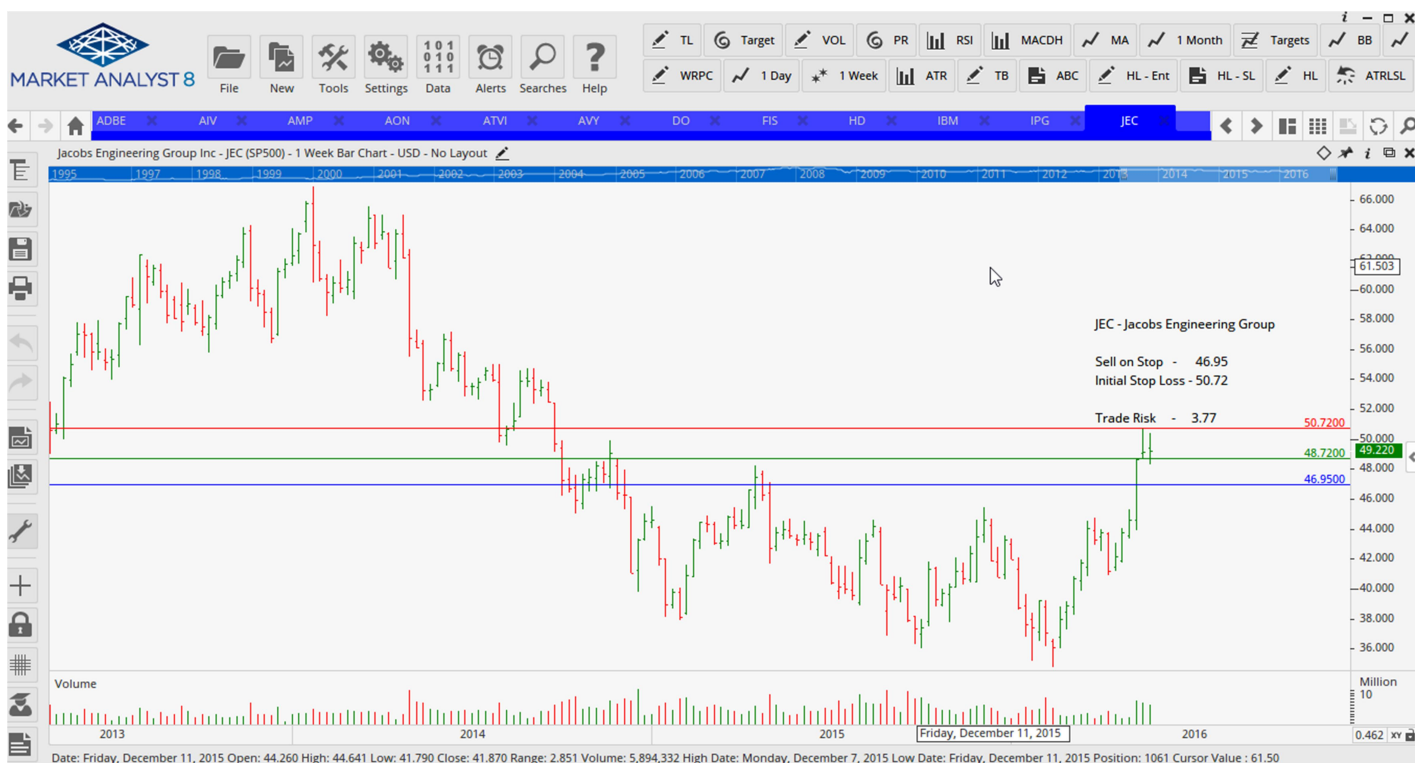 i
MARKET ANALYST 8
File New Tools Settings Data Alerts Searches Help
TL Target VOL PR RSI MACDH MA 1 Month Targets BB
WRPC 1 Day 1 Week ATR TB ABC HL - Ent HL - SL HL ATRLSL
ADBE AIV AMP AON ATVI AVY DO FIS HD IBM IPG JEC
Jacobs Engineering Group Inc - JEC (SP500) - 1 Week Bar Chart - USD - No Layout
i
1995 1997 1998 1999 2000 2001 2002 2003 2004 2005 2006 2007 2008 2009 2010 2011 2012 2013 2014 2015 2016
66.000
64.000
62.000
61.503
60.000
58.000
JEC - Jacobs Engineering Group
56.000
Sell on Stop - 46.95
Initial Stop Loss - 50.72
54.000
52.000
Trade Risk - 3.77
50.7200
50.000
49.220
48.7200
48.000
46.9500
46.000
44.000
42.000
40.000
38.000
36.000
Volume
Million
10
2013 2014 2015 Friday, December 11, 2015 2016
0.462 XY
Date: Friday, December 11, 2015 Open: 44.260 High: 44.641 Low: 41.790 Close: 41.870 Range: 2.851 Volume: 5,894,332 High Date: Monday, December 7, 2015 Low Date: Friday, December 11, 2015 Position: 1061 Cursor Value : 61.50